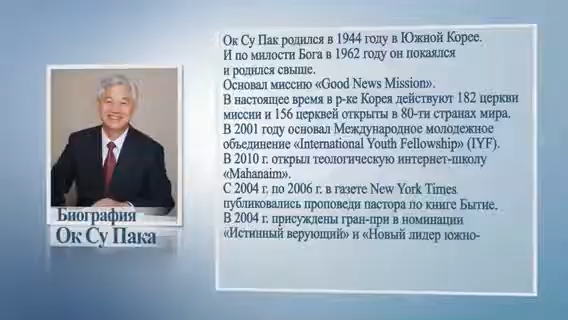 Ок Су Пак родился в 1944 году в Южной Корее.
И по милости Бога в 1962 году он покаялся
и родился свыше.
Основал миссию «Good News Mission».
В настоящее время в р-ке Корея действуют 182 церкви
миссии и 156 церквей открыты в 80-ти странах мира.
В 2001 году основал Международное молодежное
объединение «International Youth Fellowship» (IYF).
В 2010 г. открыл теологическую интернет-школу
«Mahanaim».
С 2004 г. по 2006 г. в газете New York Times
публиковались проповеди пастора по книге Бытие.
В 2004 г. присуждены гран-при в номинации
«Истинный верующий» и «Новый лидер южно-
Биография
Ок Су Пака